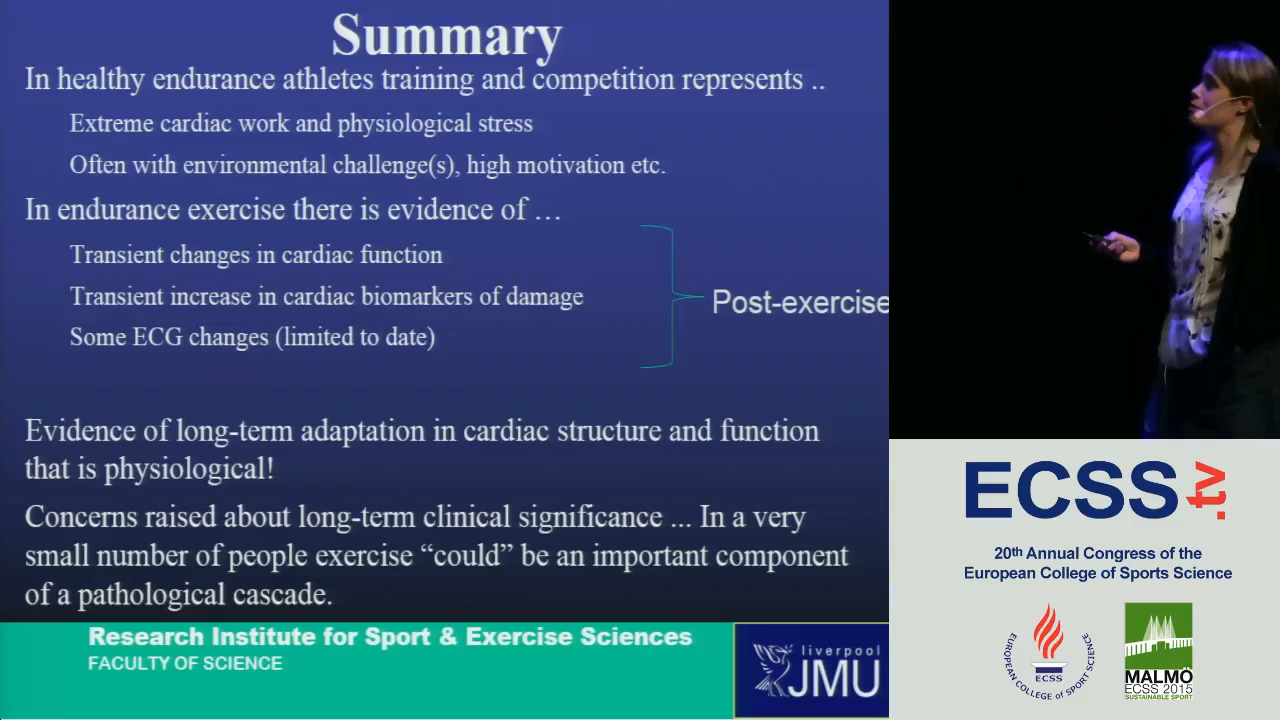 Summary
In healthy endurance athletes training and competition represents ..
Extreme cardiac work and physiological stress
Often with environmental challenge(s), high motivation etc.
In endurance exercise there is evidence of …
Transient changes in cardiac function
Transient increase in cardiac biomarkers of damage
Some ECG changes (limited to date)
Post-exercise
Evidence of long-term adaptation in cardiac structure and function
that is physiological!
Concerns raised about long-term clinical significance ... In a very
small number of people exercise “could” be an important component
of a pathological cascade.
Research Institute for Sport & Exercise Sciences
FACULTY OF SCIENCE
liverpool
JMU
ECSS.tv
20th Annual Congress of the
European College of Sports Science
EUROPEAN COLLEGE OF SPORT SCIENCE
ECSS
MALMÖ
ECSS 2015
SUSTAINABLE SPORT